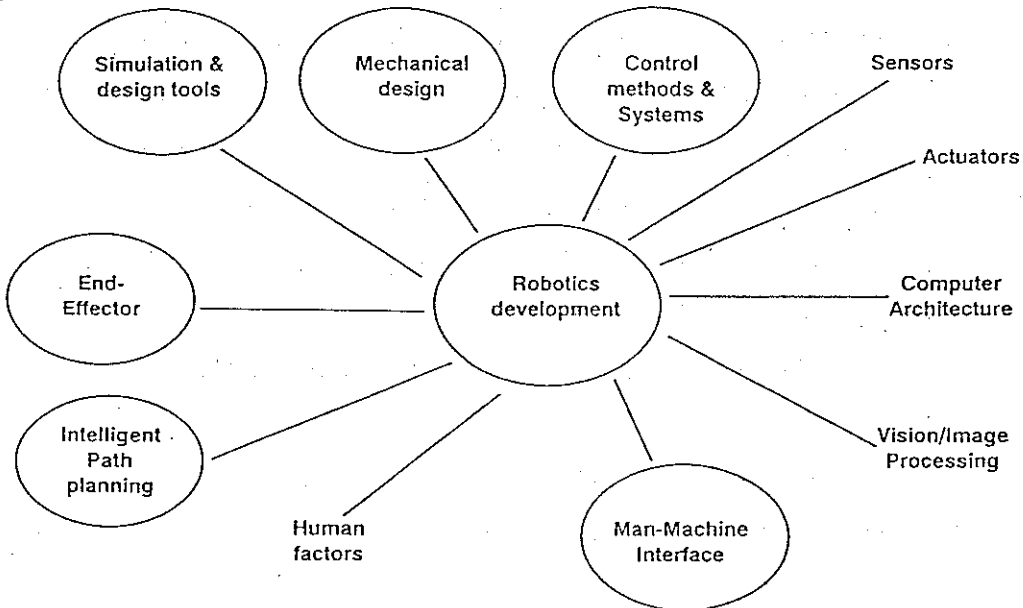 Simulation &
design tools
Mechanical
design
Control
methods &
Systems
Sensors
Actuators
End-
Effector
Robotics
development
Computer
Architecture
Intelligent
Path
planning
Vision/Image
Processing
Human
factors
Man-Machine
Interface